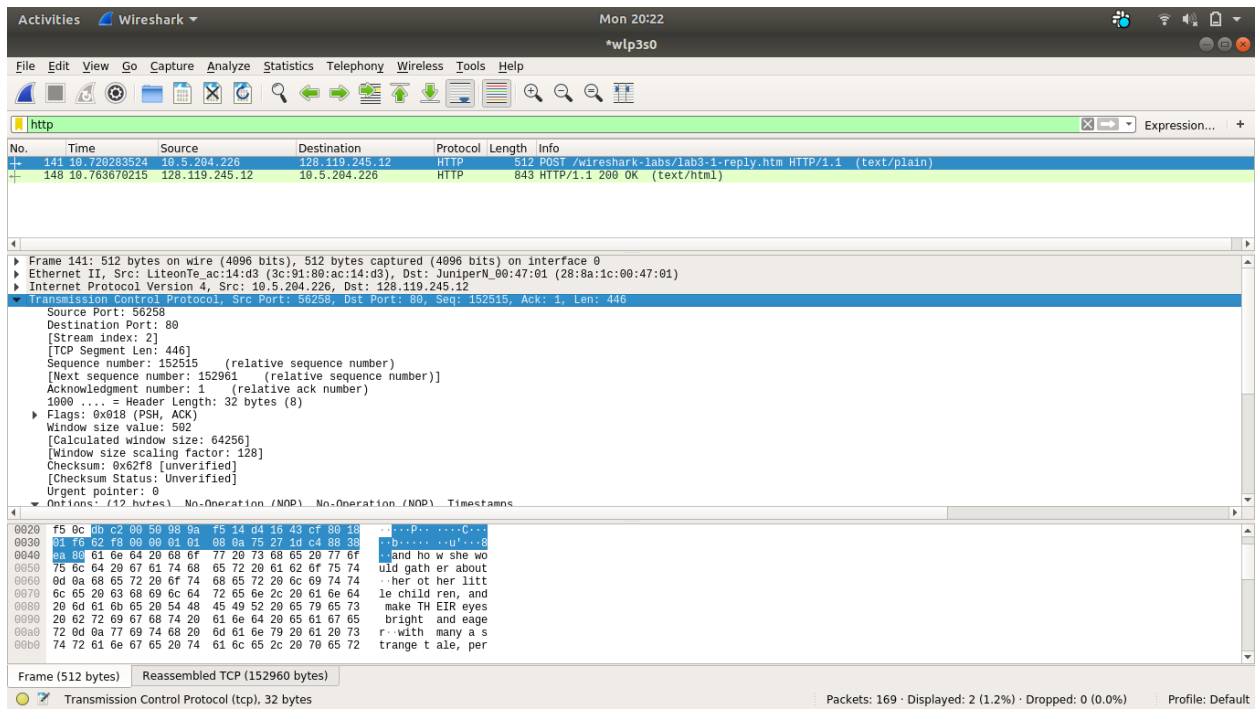 Activities Wireshark Mon 20:22
*wlp3s0
File Edit View Go Capture Analyze Statistics Telephony Wireless Tools Help
http Expression... +
No. Time Source Destination Protocol Length Info
141 10.720283524 10.5.204.226 128.119.245.12 HTTP 512 POST /wireshark-labs/lab3-1-reply.htm HTTP/1.1 (text/plain)
148 10.763670215 128.119.245.12 10.5.204.226 HTTP 843 HTTP/1.1 200 OK (text/html)
Frame 141: 512 bytes on wire (4096 bits), 512 bytes captured (4096 bits) on interface 0
Ethernet II, Src: LiteonTe_ac:14:d3 (3c:91:80:ac:14:d3), Dst: JuniperN_00:47:01 (28:8a:1c:00:47:01)
Internet Protocol Version 4, Src: 10.5.204.226, Dst: 128.119.245.12
Transmission Control Protocol, Src Port: 56258, Dst Port: 80, Seq: 152515, Ack: 1, Len: 446
Source Port: 56258
Destination Port: 80
[Stream index: 2]
[TCP Segment Len: 446]
Sequence number: 152515 (relative sequence number)
[Next sequence number: 152961 (relative sequence number)]
Acknowledgment number: 1 (relative ack number)
1000 .... = Header Length: 32 bytes (8)
Flags: 0x018 (PSH, ACK)
Window size value: 502
[Calculated window size: 64256]
[Window size scaling factor: 128]
Checksum: 0x62f8 [unverified]
[Checksum Status: Unverified]
Urgent pointer: 0
Options: (12 bytes), No-Operation (NOP), No-Operation (NOP), Timestamps
0020 f5 0c db c2 00 50 98 9a f5 14 d4 16 43 cf 80 18 ·····P·· ····C···
0030 01 f6 62 f8 00 00 01 01 08 0a 75 27 1d c4 88 38 ··b····· ··u'···8
0040 ea 80 61 6e 64 20 68 6f 77 20 73 68 65 20 77 6f ··and ho w she wo
0050 75 6c 64 20 67 61 74 68 65 72 20 61 62 6f 75 74 uld gath er about
0060 0d 0a 68 65 72 20 6f 74 68 65 72 20 6c 69 74 74 ··her ot her litt
0070 6c 65 20 63 68 69 6c 64 72 65 6e 2c 20 61 6e 64 le child ren, and
0080 20 6d 61 6b 65 20 54 48 45 49 52 20 65 79 65 73 make TH EIR eyes
0090 20 62 72 69 67 68 74 20 61 6e 64 20 65 61 67 65 bright and eage
00a0 72 0d 0a 77 69 74 68 20 6d 61 6e 79 20 61 20 73 r··with many a s
00b0 74 72 61 6e 67 65 20 74 61 6c 65 2c 20 70 65 72 trange t ale, per
Frame (512 bytes) Reassembled TCP (152960 bytes)
Transmission Control Protocol (tcp), 32 bytes Packets: 169 · Displayed: 2 (1.2%) · Dropped: 0 (0.0%) Profile: Default